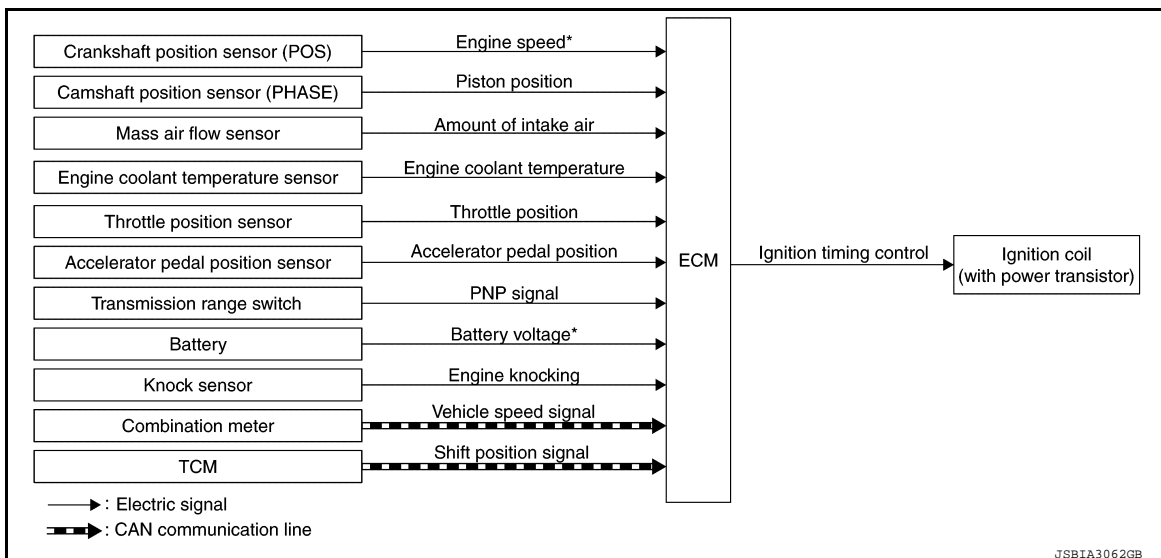 Crankshaft position sensor (POS)
Engine speed*
Camshaft position sensor (PHASE)
Piston position
Mass air flow sensor
Amount of intake air
Engine coolant temperature sensor
Engine coolant temperature
Throttle position sensor
Throttle position
Accelerator pedal position sensor
Accelerator pedal position
Transmission range switch
PNP signal
Battery
Battery voltage*
Knock sensor
Engine knocking
Combination meter
Vehicle speed signal
TCM
Shift position signal
ECM
Ignition timing control
Ignition coil
(with power transistor)
: Electric signal
: CAN communication line
JSBIA3062GB